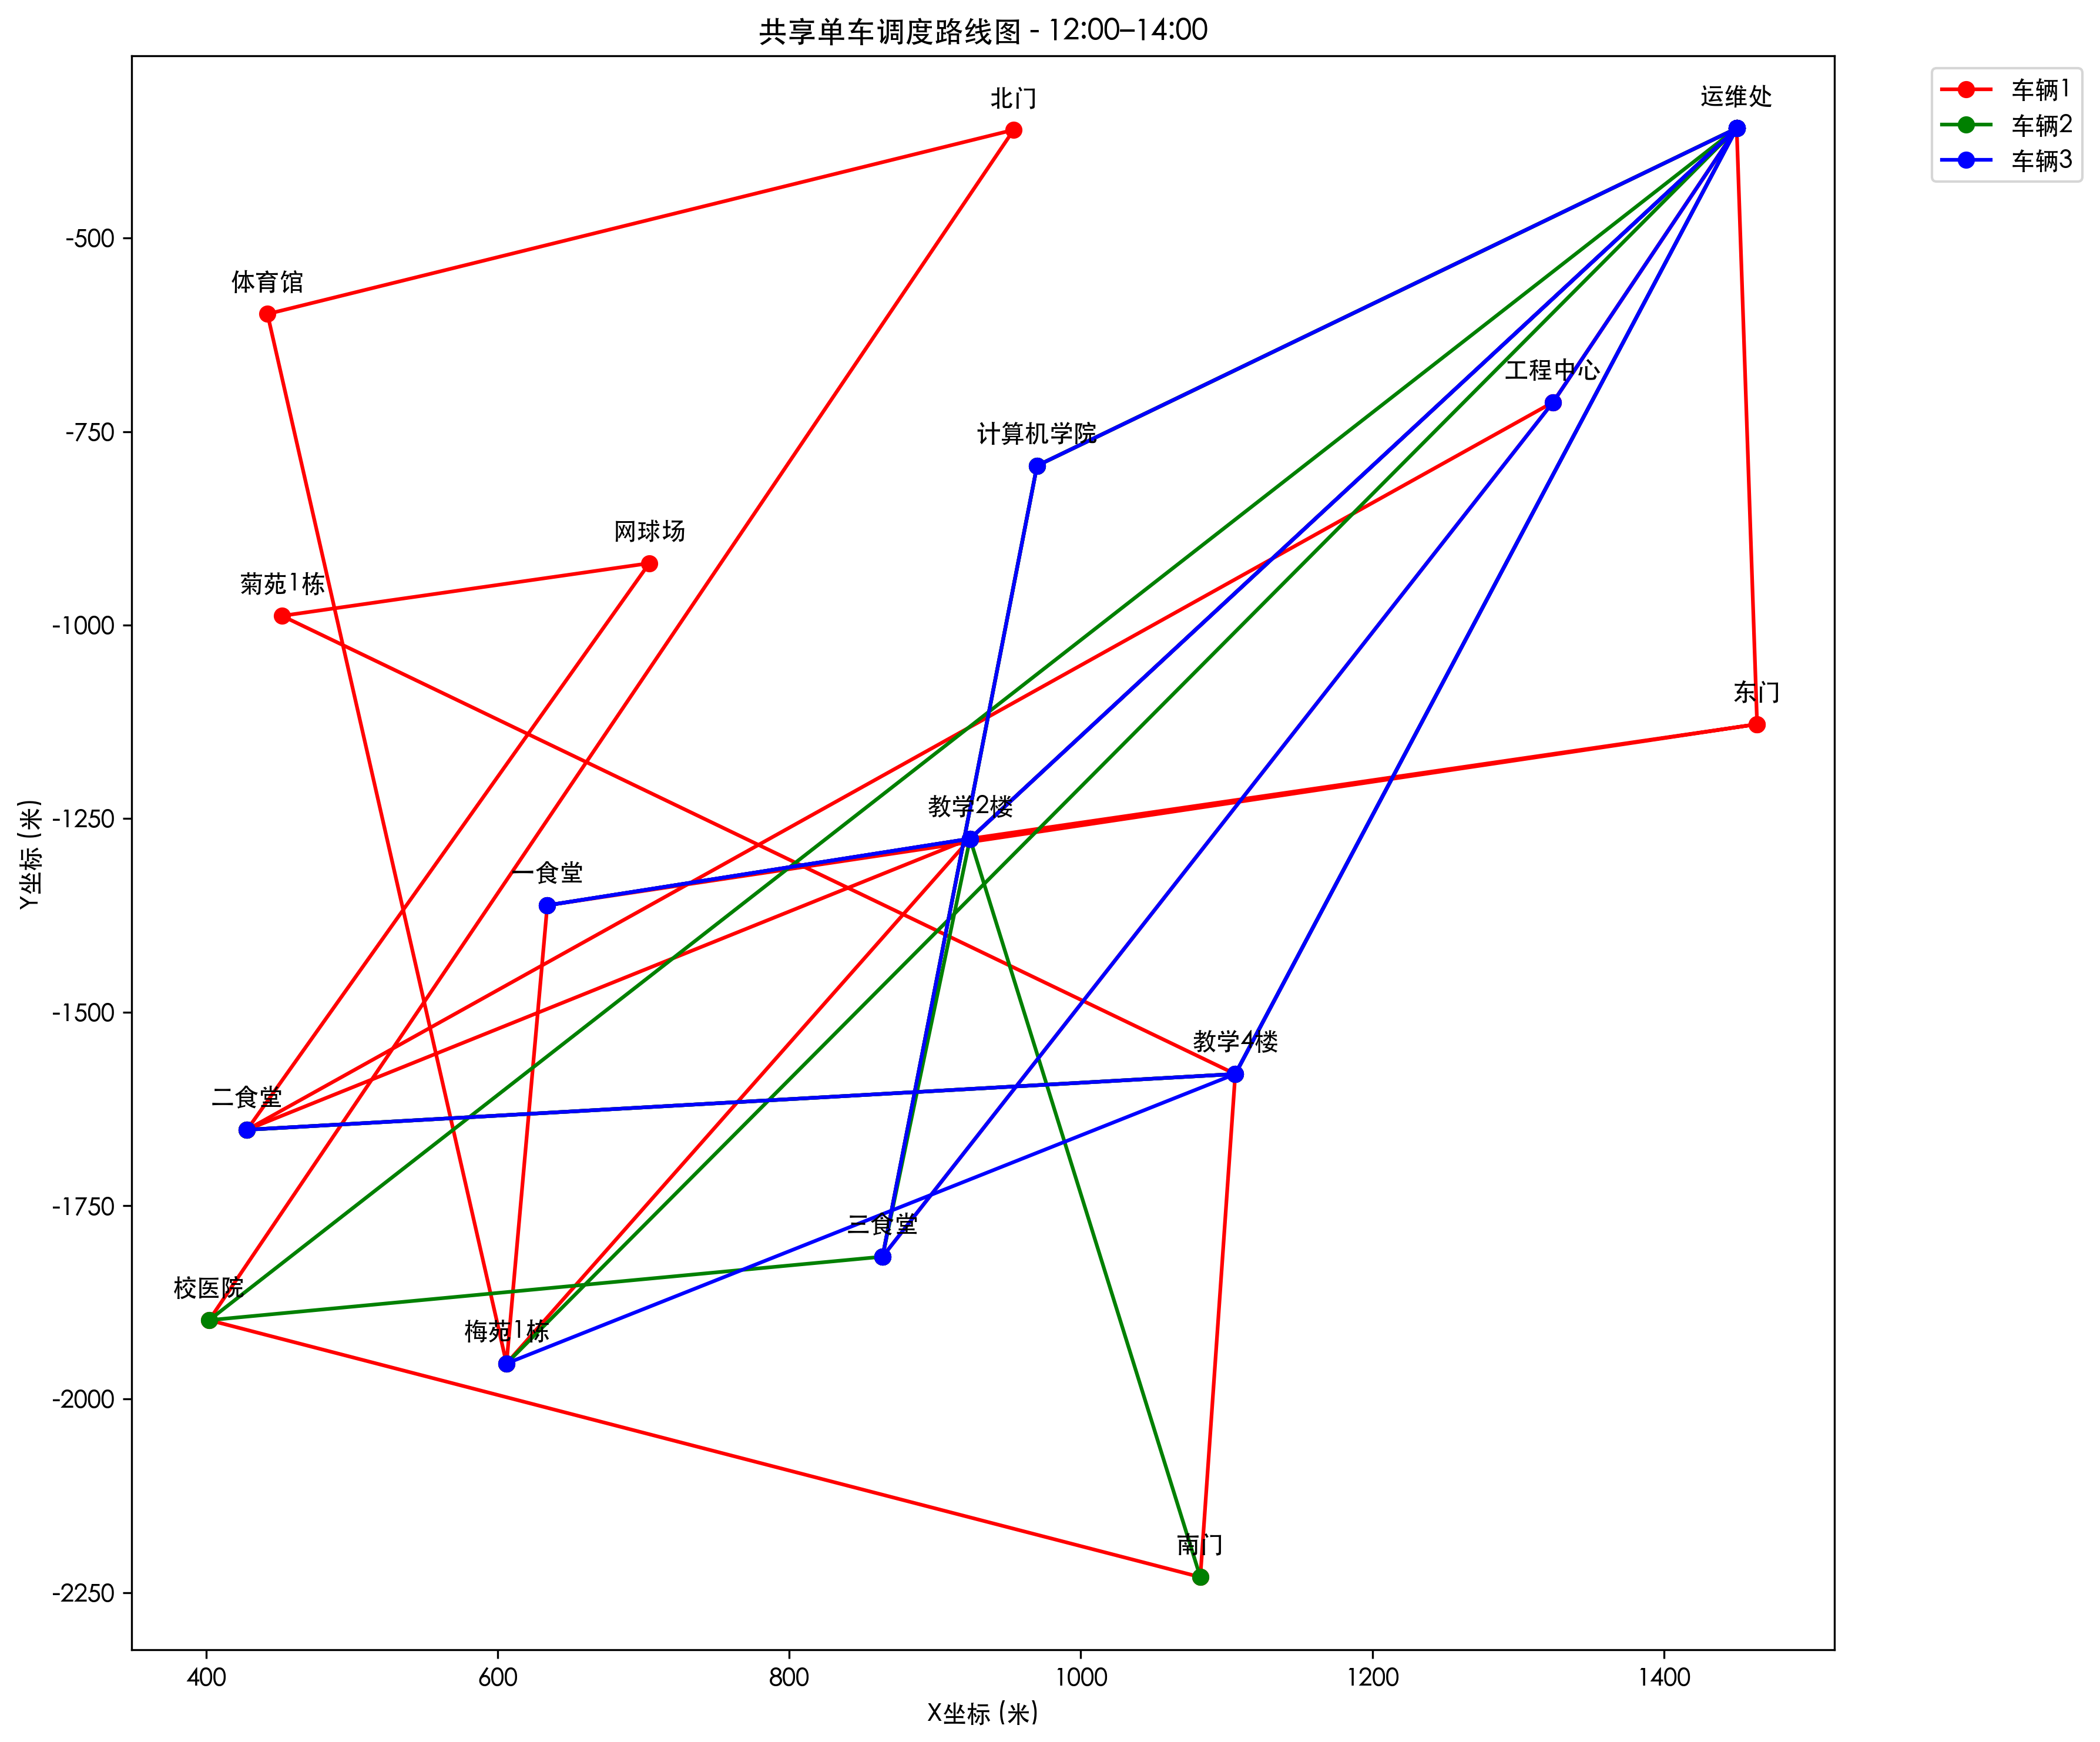 共享单车调度路线图 - 12:00–14:00
车辆1
车辆2
车辆3
北门
运维处
体育馆
工程中心
计算机学院
网球场
菊苑1栋
东门
教学2楼
一食堂
教学4楼
二食堂
三食堂
校医院
梅苑1栋
南门
Y坐标 (米)
-500
-750
-1000
-1250
-1500
-1750
-2000
-2250
400 600 800 1000 1200 1400
X坐标 (米)